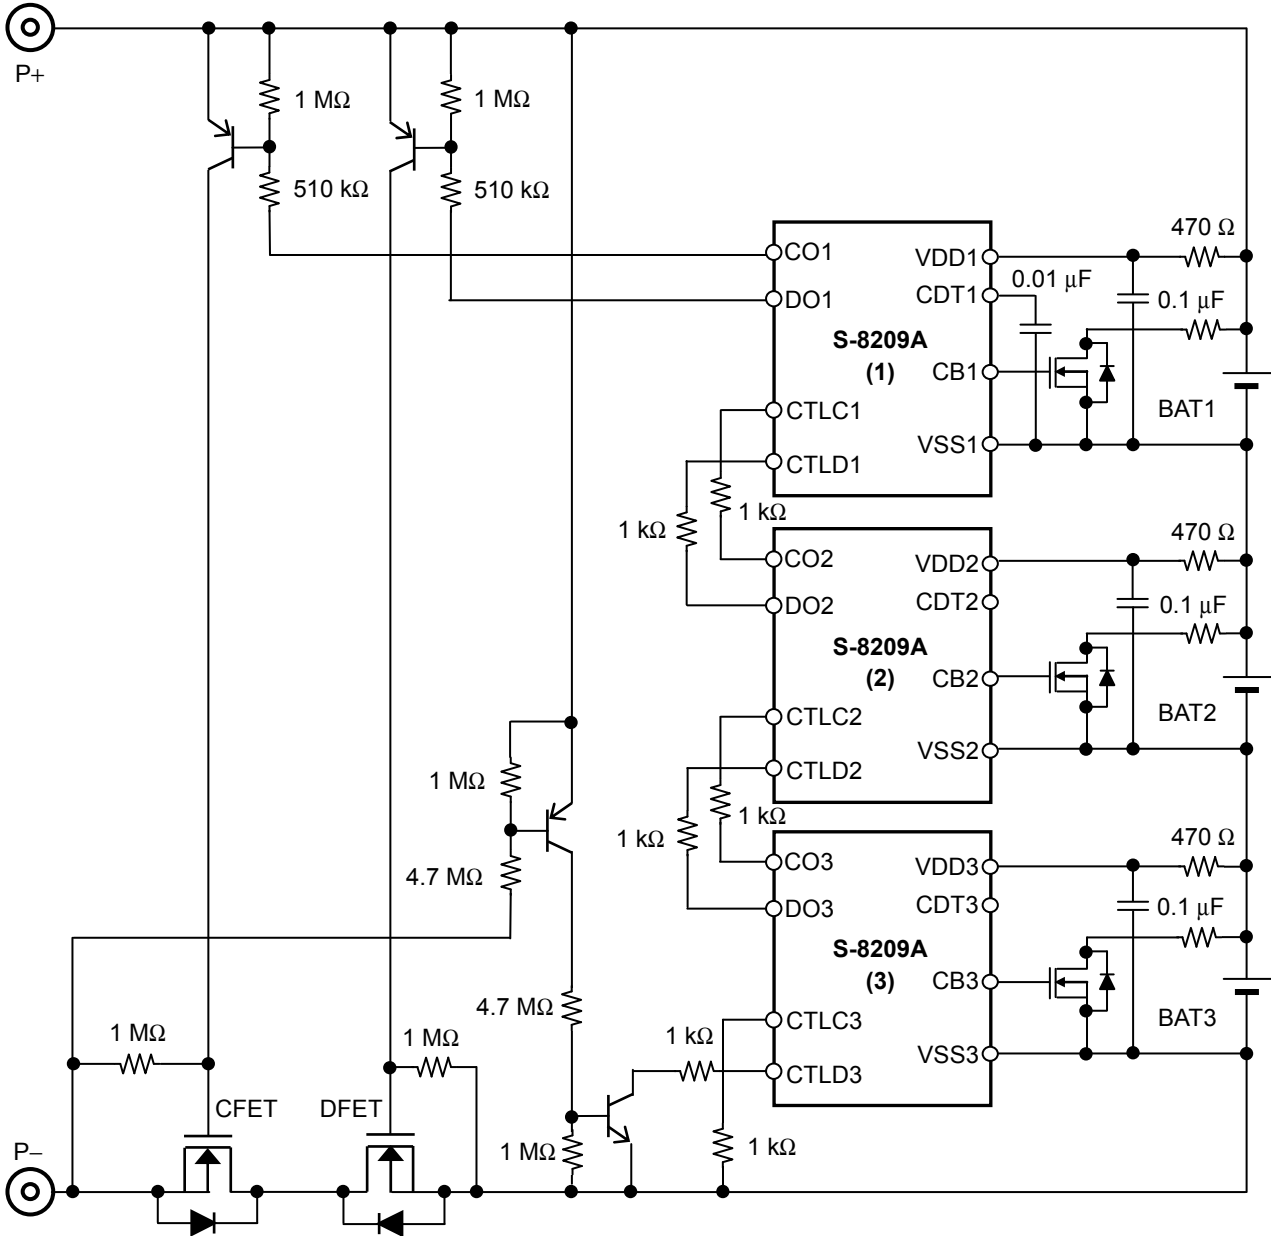 P+
1 MΩ
1 MΩ
510 kΩ
510 kΩ
CO1
DO1
S-8209A
(1)
CTLC1
CTLD1
VDD1
CDT1
CB1
VSS1
470 Ω
0.01 µF
0.1 µF
BAT1
1 kΩ
1 kΩ
CO2
DO2
S-8209A
(2)
CTLC2
CTLD2
VDD2
CDT2
CB2
VSS2
470 Ω
0.1 µF
BAT2
1 MΩ
4.7 MΩ
1 kΩ
1 kΩ
CO3
DO3
S-8209A
(3)
CTLC3
CTLD3
VDD3
CDT3
CB3
VSS3
470 Ω
0.1 µF
BAT3
4.7 MΩ
1 kΩ
1 MΩ
1 MΩ
CFET
DFET
1 MΩ
1 kΩ
P−